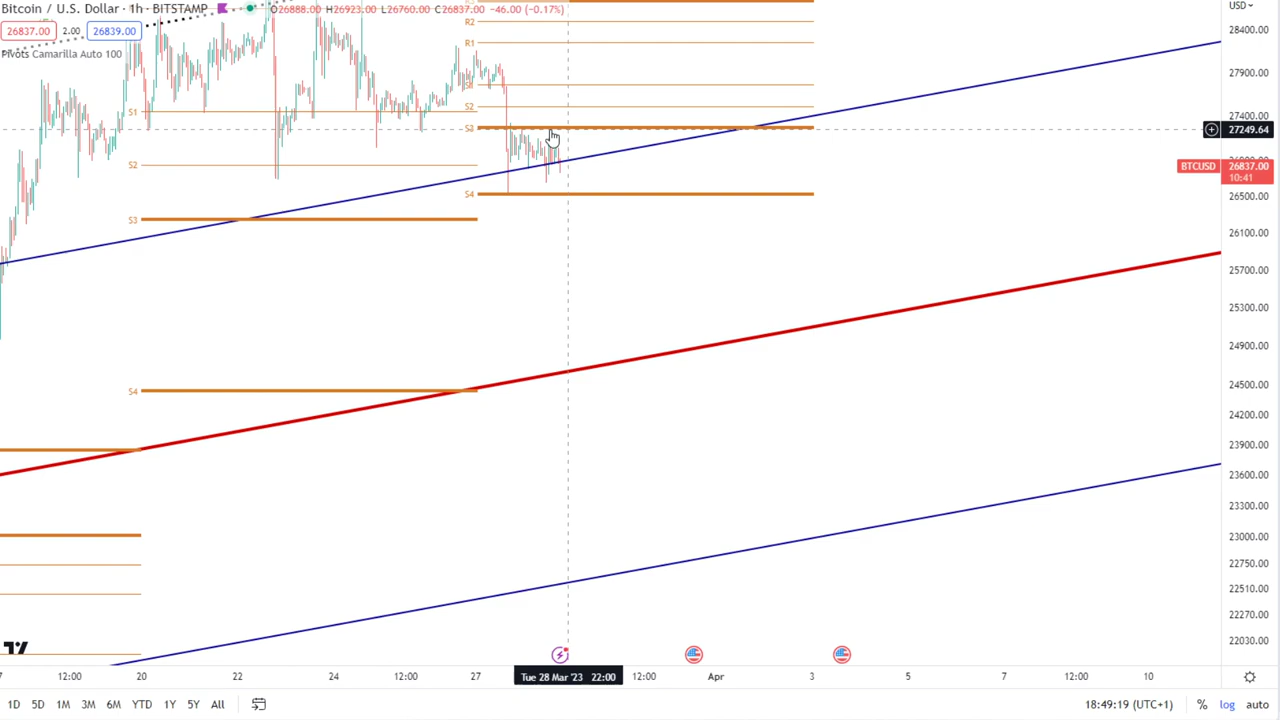 Bitcoin / U.S. Dollar · 1h · BITSTAMP O26888.00 H26923.00 L26760.00 C26837.00 −46.00 (−0.17%)
26837.00 2.00 26839.00
Pivots Camarilla Auto 100
USD
R2
R1
S1
S2
S3
S4
S1
S2
S3
S4
28400.00
27900.00
27400.00
27249.64
BTCUSD 26837.00
10:41
26500.00
26100.00
25700.00
25300.00
24900.00
24500.00
24200.00
23900.00
23600.00
23300.00
23000.00
22750.00
22510.00
22270.00
22030.00
12:00 20 22 24 12:00 27 Tue 28 Mar '23 22:00 12:00 Apr 3 5 7 12:00 10
1D 5D 1M 3M 6M YTD 1Y 5Y All 18:49:19 (UTC+1) % log auto